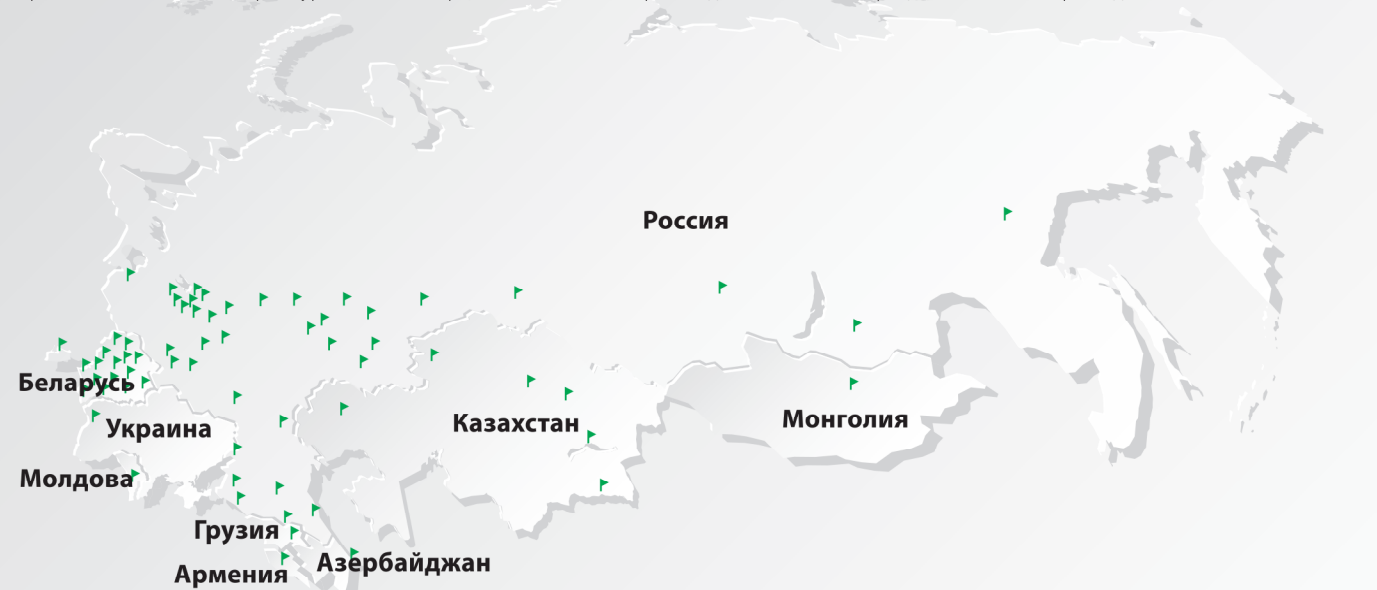 Россия
Беларусь
Украина
Казахстан
Монголия
Молдова
Грузия
Азербайджан
Армения